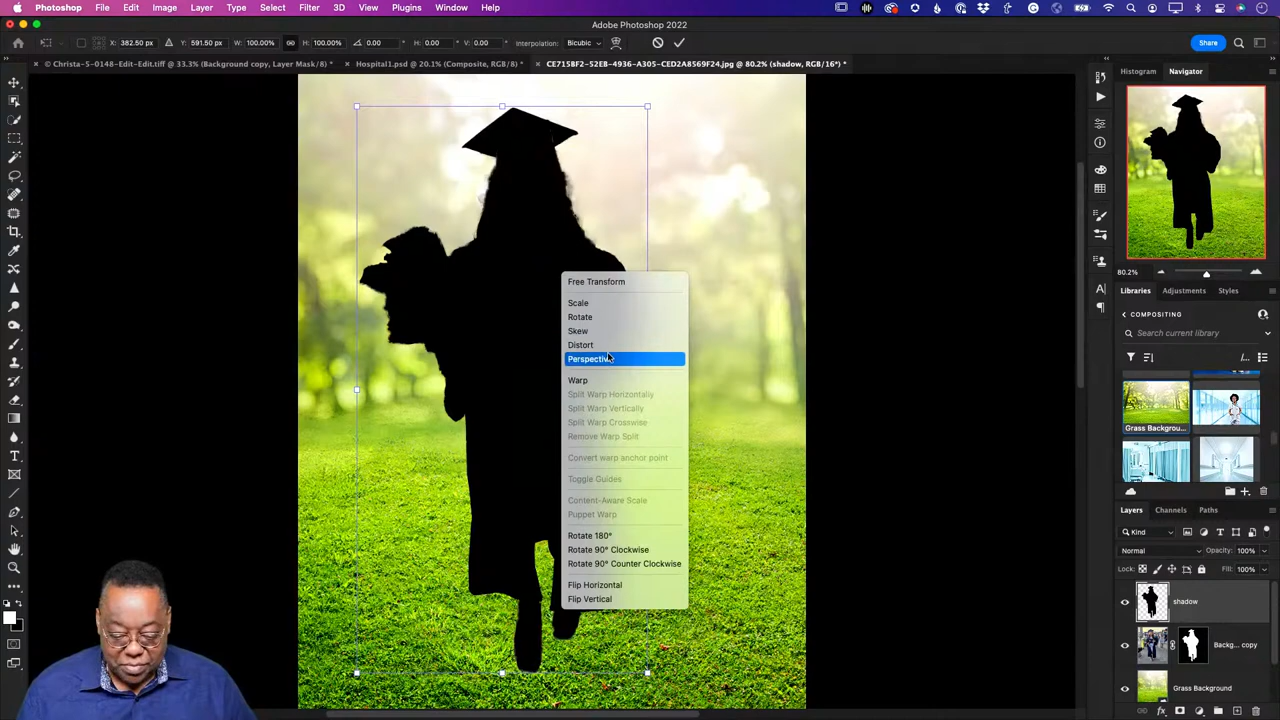 Photoshop File Edit Image Layer Type Select Filter 3D View Plugins Window Help
Adobe Photoshop 2022
X: 382.50 px Y: 591.50 px W: 100.00% H: 100.00% 0.00 ° H: 0.00 ° V: 0.00 ° Interpolation: Bicubic Share
© Christa-5-0148-Edit-Edit.tiff @ 33.3% (Background copy, Layer Mask/8) *
Hospital1.psd @ 20.1% (Composite, RGB/8) *
CE715BF2-52EB-4936-A305-CED2A8569F24.jpg @ 80.2% (shadow, RGB/16*) *
Histogram Navigator
80.2%
Libraries Adjustments Styles
COMPOSITING
Search current library
Grass Backgrou...
Layers Channels Paths
Kind
Normal Opacity: 100%
Lock: Fill: 100%
shadow
Backg... copy
Grass Background
Free Transform
Scale
Rotate
Skew
Distort
Perspective
Warp
Split Warp Horizontally
Split Warp Vertically
Split Warp Crosswise
Remove Warp Split
Convert warp anchor point
Toggle Guides
Content-Aware Scale
Puppet Warp
Rotate 180°
Rotate 90° Clockwise
Rotate 90° Counter Clockwise
Flip Horizontal
Flip Vertical